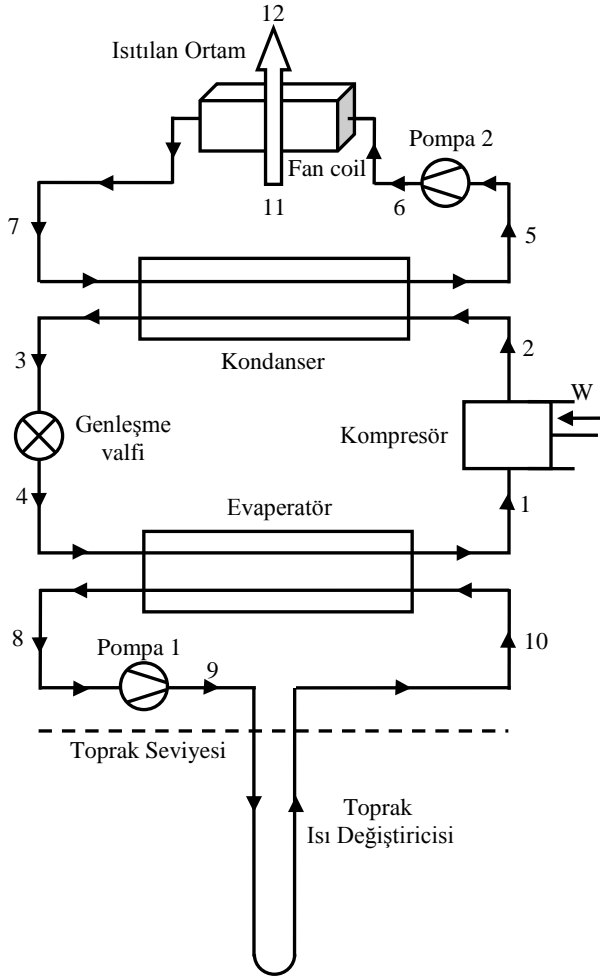 12
Isıtılan Ortam
Pompa 2
Fan coil
11
6
7
5
Kondanser
3
2
W
Genleşme
valfi
Kompresör
4
1
Evaperatör
8
10
Pompa 1
9
Toprak Seviyesi
Toprak
Isı Değiştiricisi